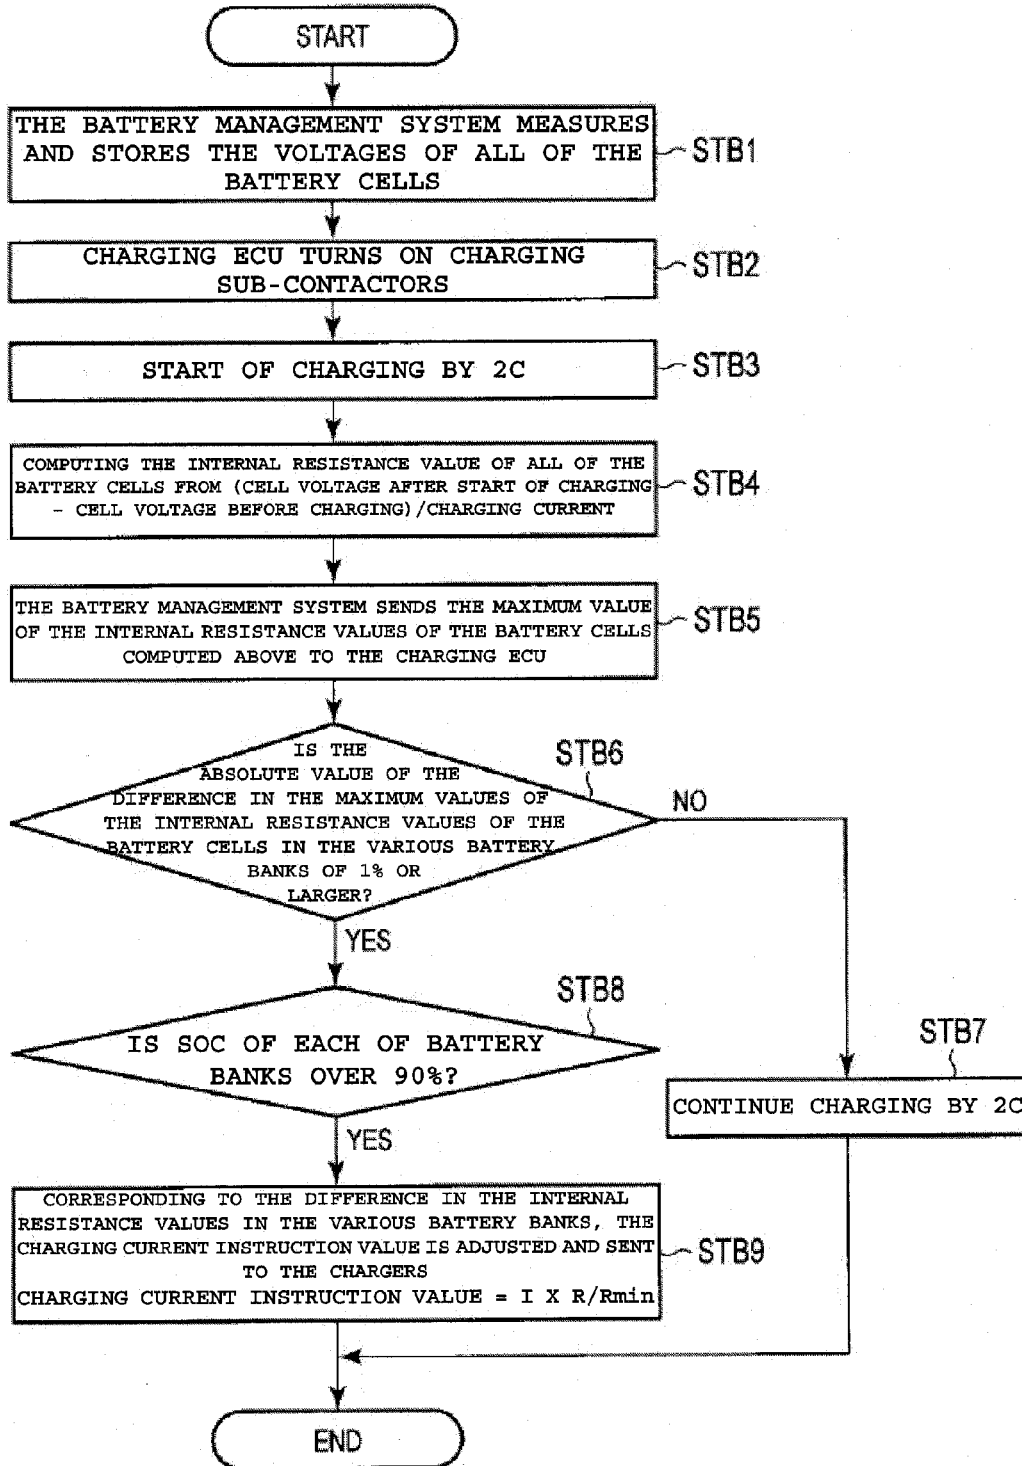 START
THE BATTERY MANAGEMENT SYSTEM MEASURES
AND STORES THE VOLTAGES OF ALL OF THE
BATTERY CELLS
STB1
CHARGING ECU TURNS ON CHARGING
SUB-CONTACTORS
STB2
START OF CHARGING BY 2C
STB3
COMPUTING THE INTERNAL RESISTANCE VALUE OF ALL OF THE
BATTERY CELLS FROM (CELL VOLTAGE AFTER START OF CHARGING
- CELL VOLTAGE BEFORE CHARGING)/CHARGING CURRENT
STB4
THE BATTERY MANAGEMENT SYSTEM SENDS THE MAXIMUM VALUE
OF THE INTERNAL RESISTANCE VALUES OF THE BATTERY CELLS
COMPUTED ABOVE TO THE CHARGING ECU
STB5
IS THE
ABSOLUTE VALUE OF THE
DIFFERENCE IN THE MAXIMUM VALUES OF
THE INTERNAL RESISTANCE VALUES OF THE
BATTERY CELLS IN THE VARIOUS BATTERY
BANKS OF 1% OR
LARGER?
STB6
NO
YES
IS SOC OF EACH OF BATTERY
BANKS OVER 90%?
STB8
STB7
CONTINUE CHARGING BY 2C
YES
CORRESPONDING TO THE DIFFERENCE IN THE INTERNAL
RESISTANCE VALUES IN THE VARIOUS BATTERY BANKS, THE
CHARGING CURRENT INSTRUCTION VALUE IS ADJUSTED AND SENT
TO THE CHARGERS
CHARGING CURRENT INSTRUCTION VALUE = I X R/Rmin
STB9
END